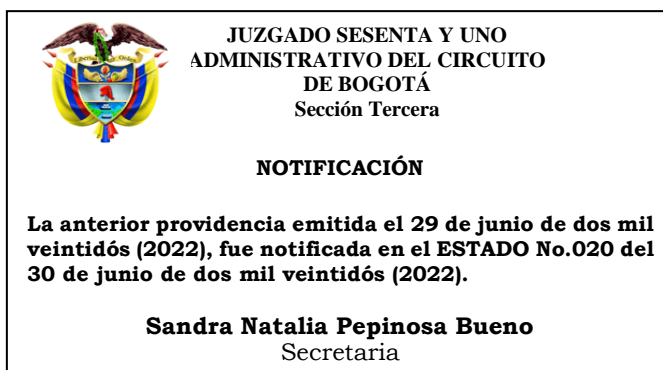 JUZGADO SESENTA Y UNO
ADMINISTRATIVO DEL CIRCUITO
DE BOGOTÁ
Sección Tercera
NOTIFICACIÓN
La anterior providencia emitida el 29 de junio de dos mil
veintidós (2022), fue notificada en el ESTADO No.020 del
30 de junio de dos mil veintidós (2022).
Sandra Natalia Pepinosa Bueno
Secretaria